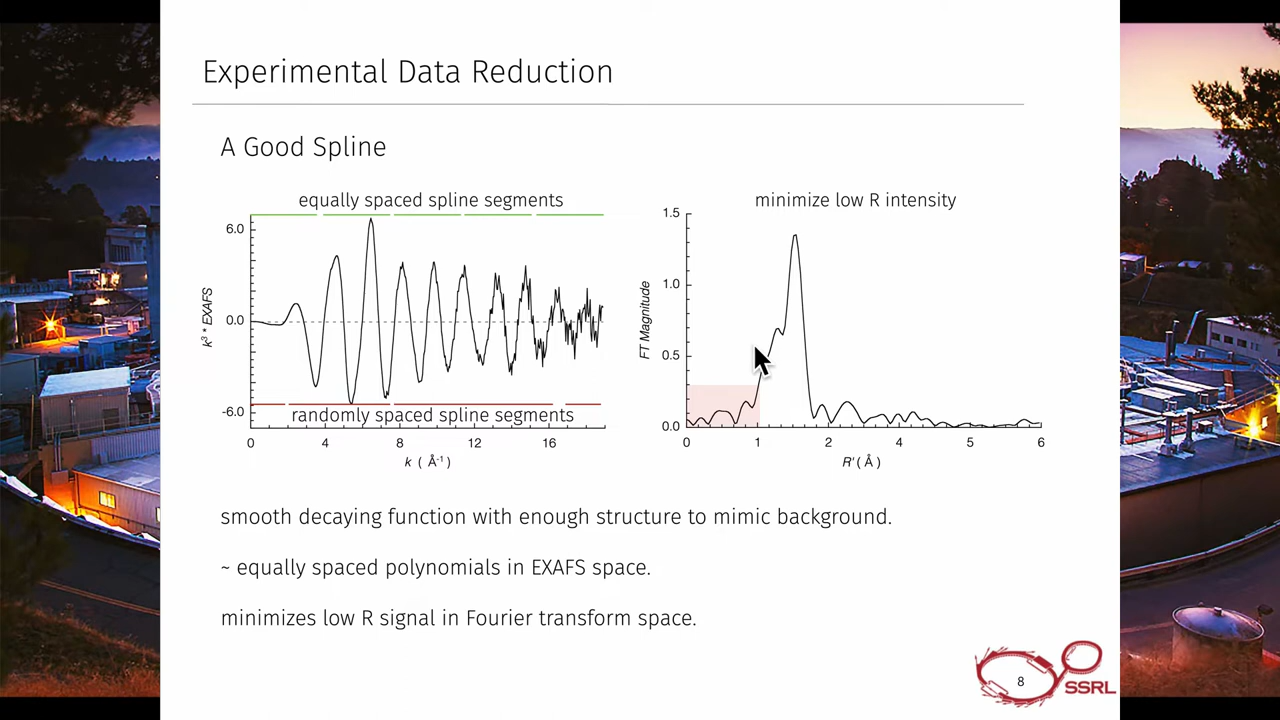 Experimental Data Reduction
A Good Spline
equally spaced spline segments
6.0
0.0
-6.0
k³ * EXAFS
randomly spaced spline segments
0 4 8 12 16
k ( Å⁻¹)
minimize low R intensity
1.5
1.0
0.5
0.0
FT Magnitude
0 1 2 4 5 6
R' ( Å )
smooth decaying function with enough structure to mimic background.
~ equally spaced polynomials in EXAFS space.
minimizes low R signal in Fourier transform space.
8
SSRL